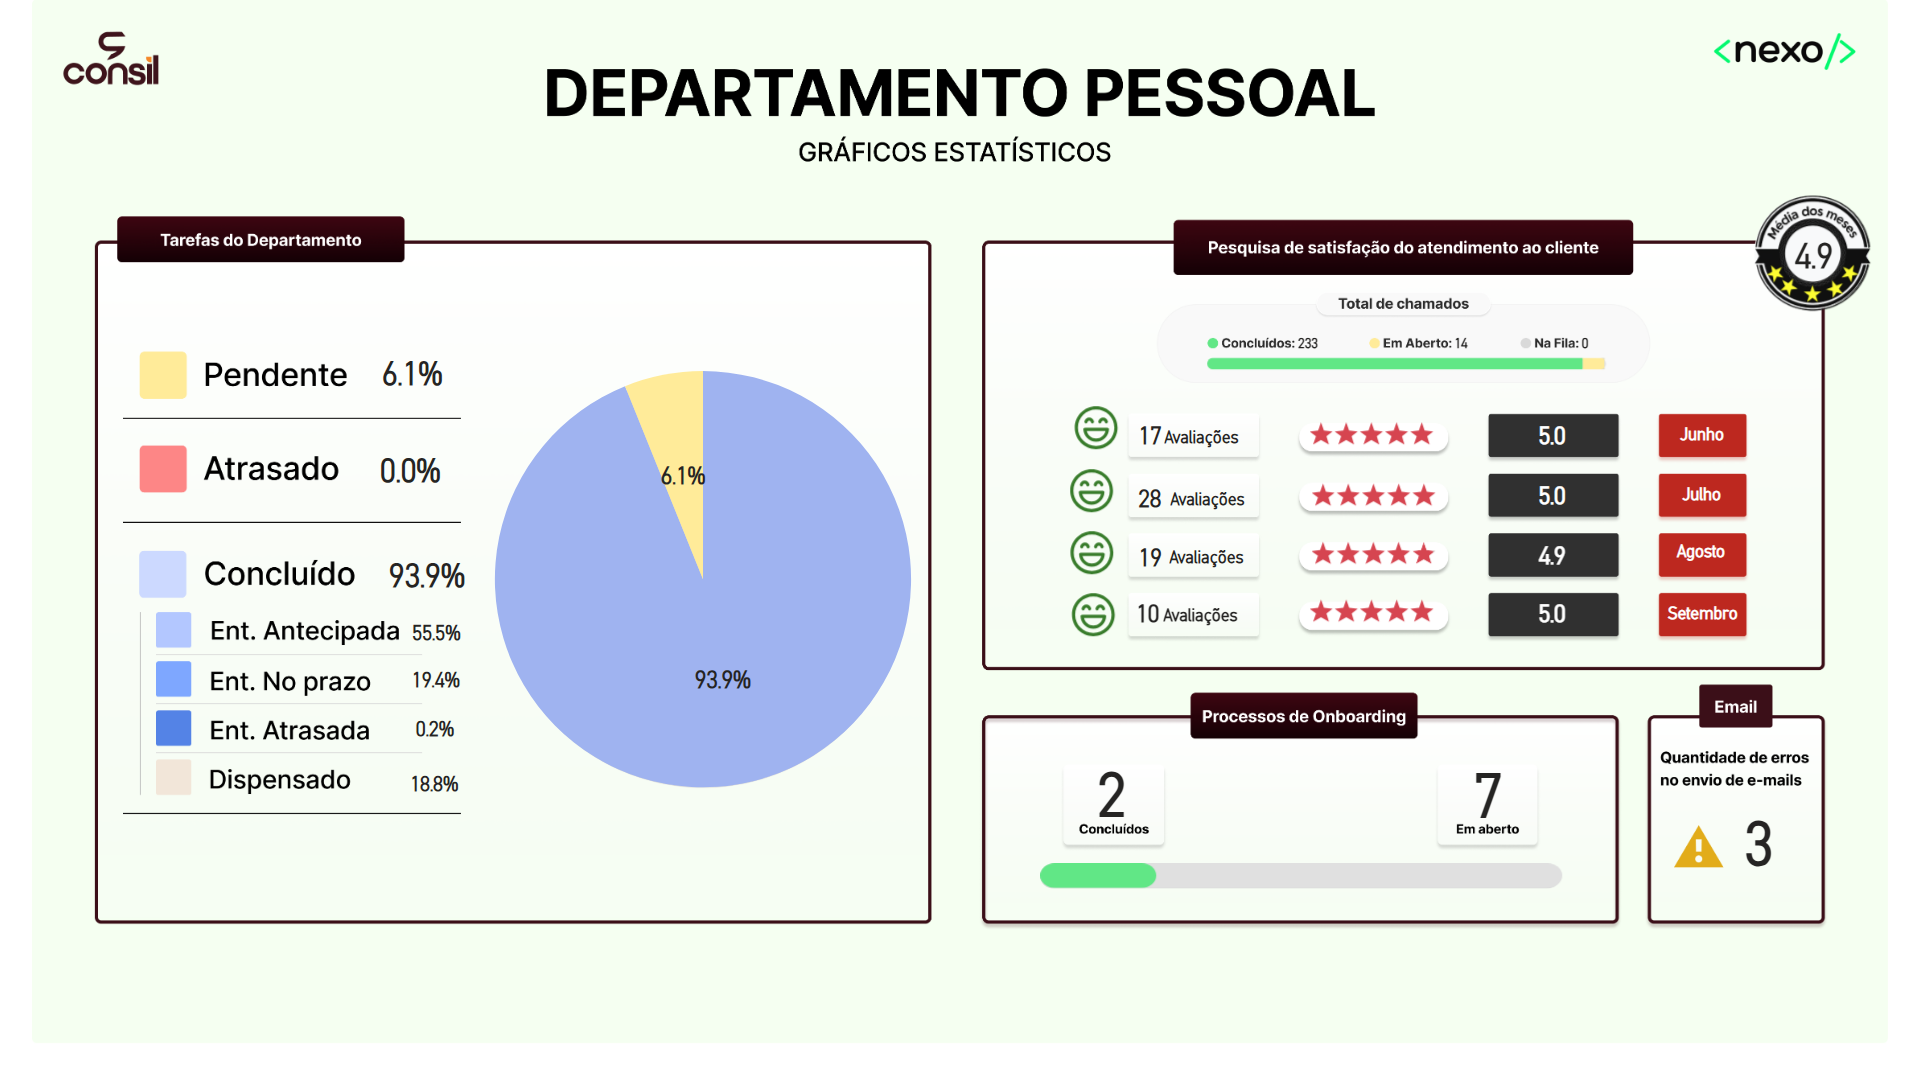 consil
<nexo/>
DEPARTAMENTO PESSOAL
GRÁFICOS ESTATÍSTICOS
Tarefas do Departamento
Pendente 6.1%
Atrasado 0.0%
Concluído 93.9%
Ent. Antecipada 55.5%
Ent. No prazo 19.4%
Ent. Atrasada 0.2%
Dispensado 18.8%
6.1%
93.9%
Pesquisa de satisfação do atendimento ao cliente
Média dos meses
4.9
Total de chamados
Concluídos: 233 Em Aberto: 14 Na Fila: 0
17 Avaliações 5.0 Junho
28 Avaliações 5.0 Julho
19 Avaliações 4.9 Agosto
10 Avaliações 5.0 Setembro
Processos de Onboarding
2
Concluídos
7
Em aberto
Email
Quantidade de erros
no envio de e-mails
3